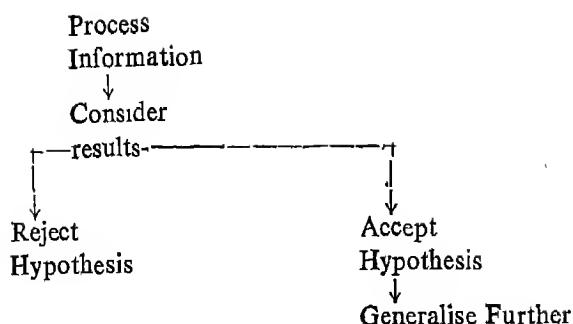 Process
Information
Consider
results
Reject
Hypothesis
Accept
Hypothesis
Generalise Further